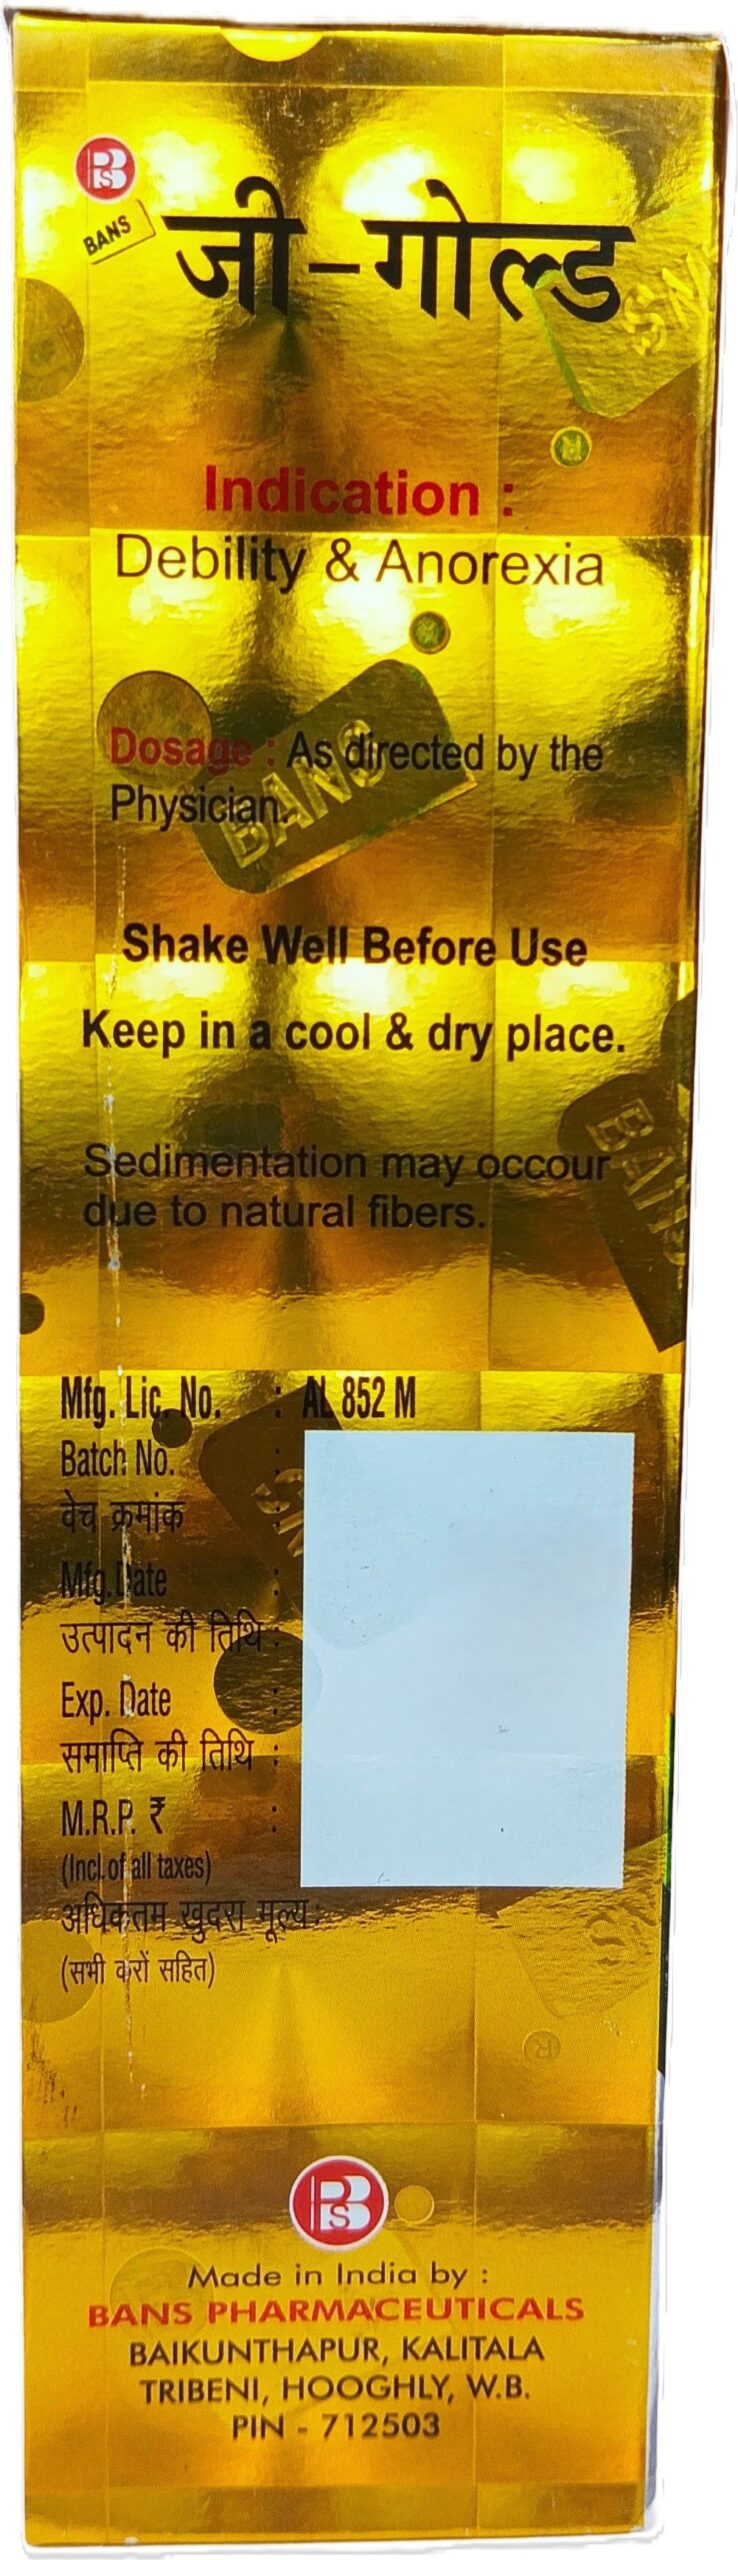 BS
BANS
जी-गोल्ड
Indication :
Debility & Anorexia
Dosage : As directed by the
Physician.
BANS
Shake Well Before Use
Keep in a cool & dry place.
Sedimentation may occour
due to natural fibers.
Mfg. Lic. No. : AL 852 M
Batch No. :
वेच क्रमांक
Mfg.Date :
उत्पादन की तिथि :
Exp. Date :
समाप्ति की तिथि :
M.R.P. ₹ :
(Incl.of all taxes)
अधिकतम खुदरा मूल्य:
(सभी करों सहित)
BS
Made in India by :
BANS PHARMACEUTICALS
BAIKUNTHAPUR, KALITALA
TRIBENI, HOOGHLY, W.B.
PIN - 712503